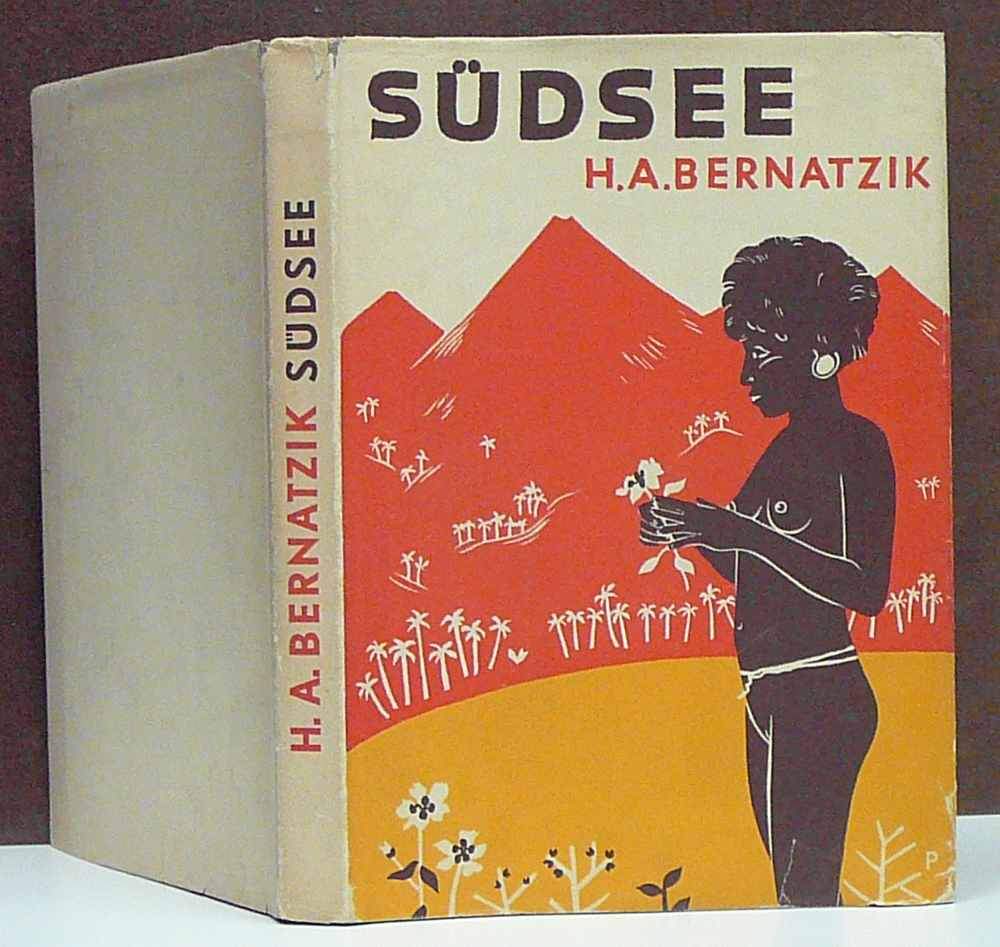 SÜDSEE
H.A.BERNATZIK
H. A. BERNATZIK SÜDSEE
P